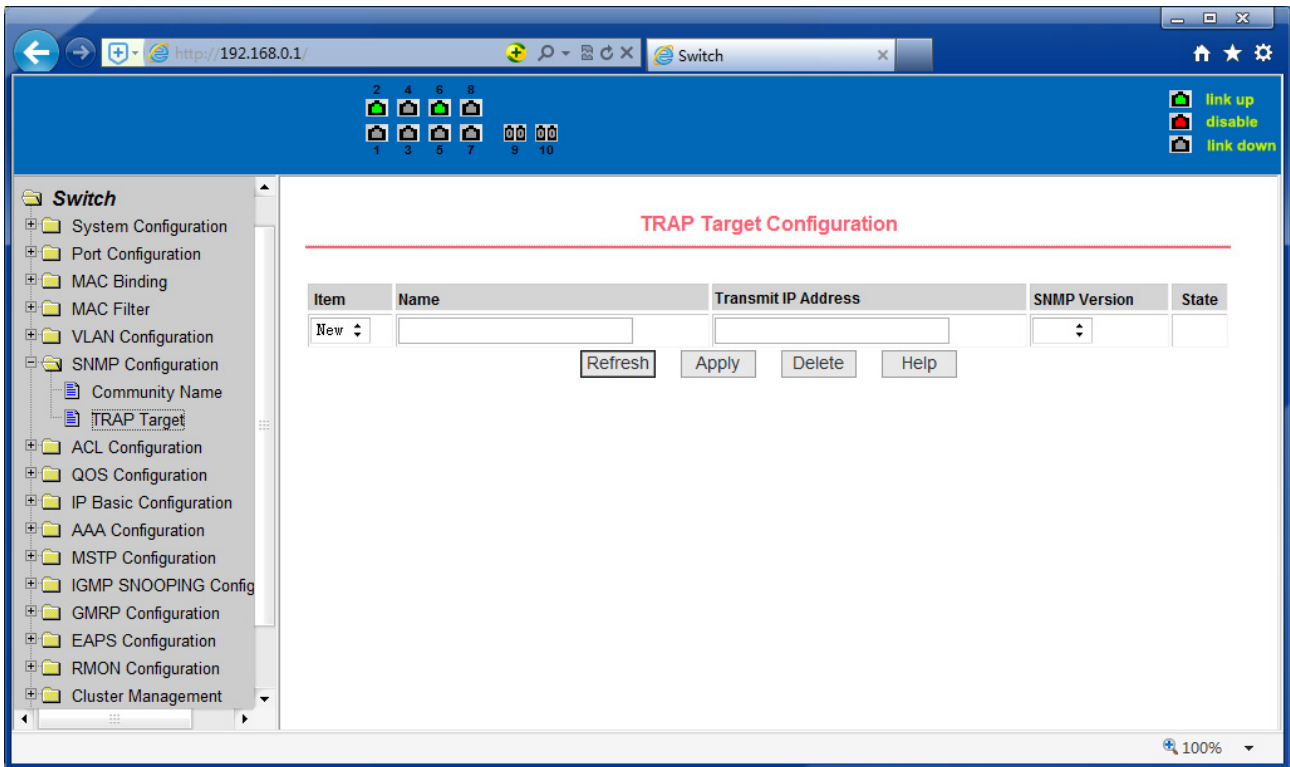 http://192.168.0.1/
Switch
2 4 6 8
1 3 5 7 9 10
link up
disable
link down
Switch
System Configuration
Port Configuration
MAC Binding
MAC Filter
VLAN Configuration
SNMP Configuration
Community Name
TRAP Target
ACL Configuration
QOS Configuration
IP Basic Configuration
AAA Configuration
MSTP Configuration
IGMP SNOOPING Config
GMRP Configuration
EAPS Configuration
RMON Configuration
Cluster Management
TRAP Target Configuration
Item Name Transmit IP Address SNMP Version State
New
Refresh Apply Delete Help
100%